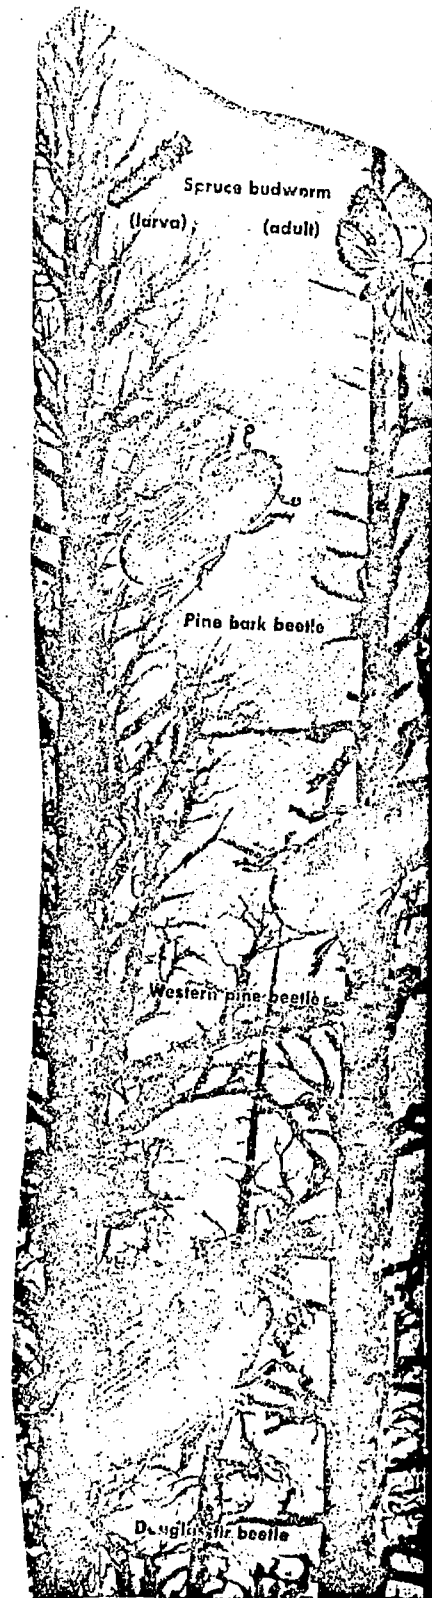 Spruce budworm
(larva) (adult)
Pine bark beetle
Western pine beetle
Douglas fir beetle